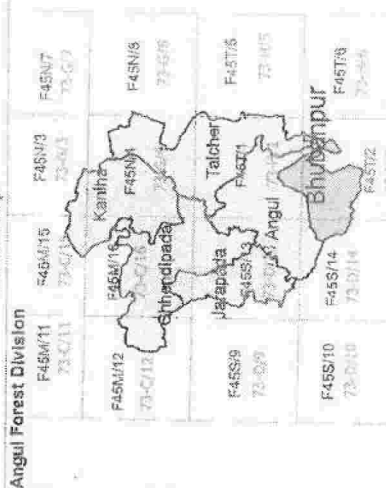 Angul Forest Division
F45M/11
73-C/11
F45M/15
F45N/3
F45N/7
Kaniha
F45M/12
73-C/12
F45N/4
F45N/8
Chhendipada
Jarapada
Talcher
F45T/1
F45T/5
F45S/9
73-D/9
F45S/13
Angul
F45S/10
73-D/10
F45S/14
73-D/14
Bhubanpur
F45T/2
F45T/6